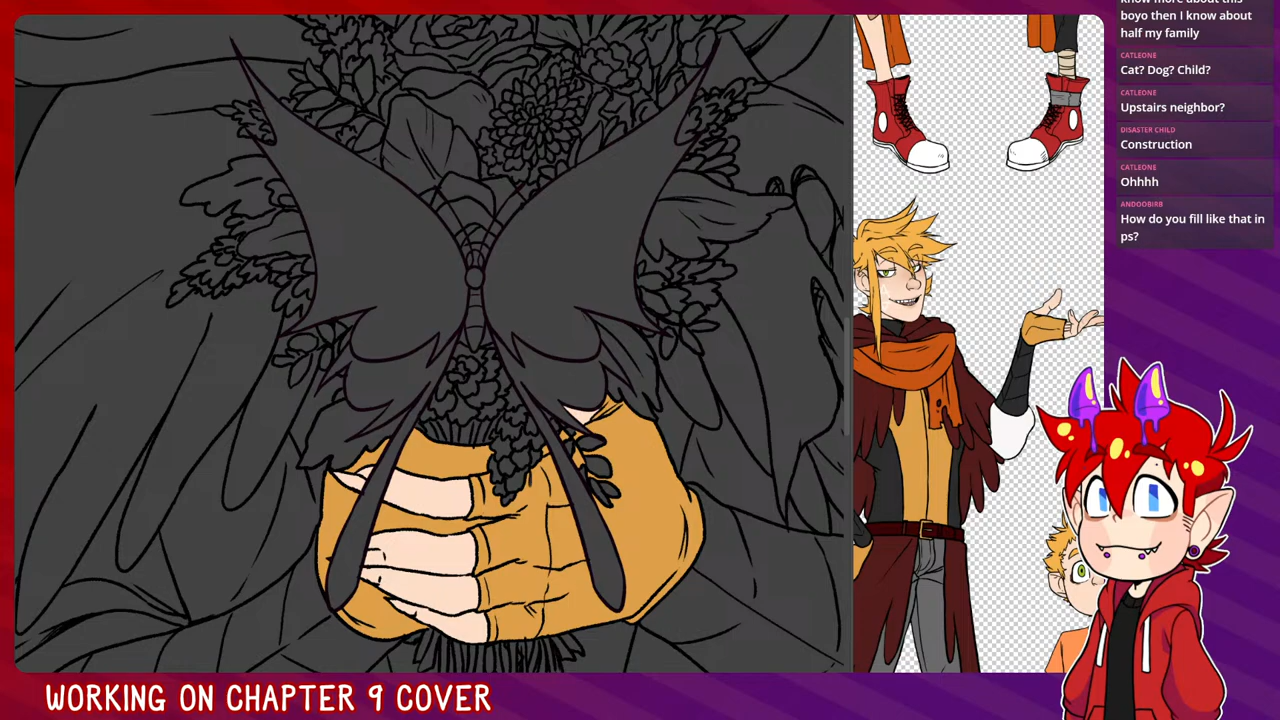 know more about this
boyo then I know about
half my family
CATLEONE
Cat? Dog? Child?
CATLEONE
Upstairs neighbor?
DISASTER CHILD
Construction
CATLEONE
Ohhhh
ANDOOBIRB
How do you fill like that in
ps?
WORKING ON CHAPTER 9 COVER